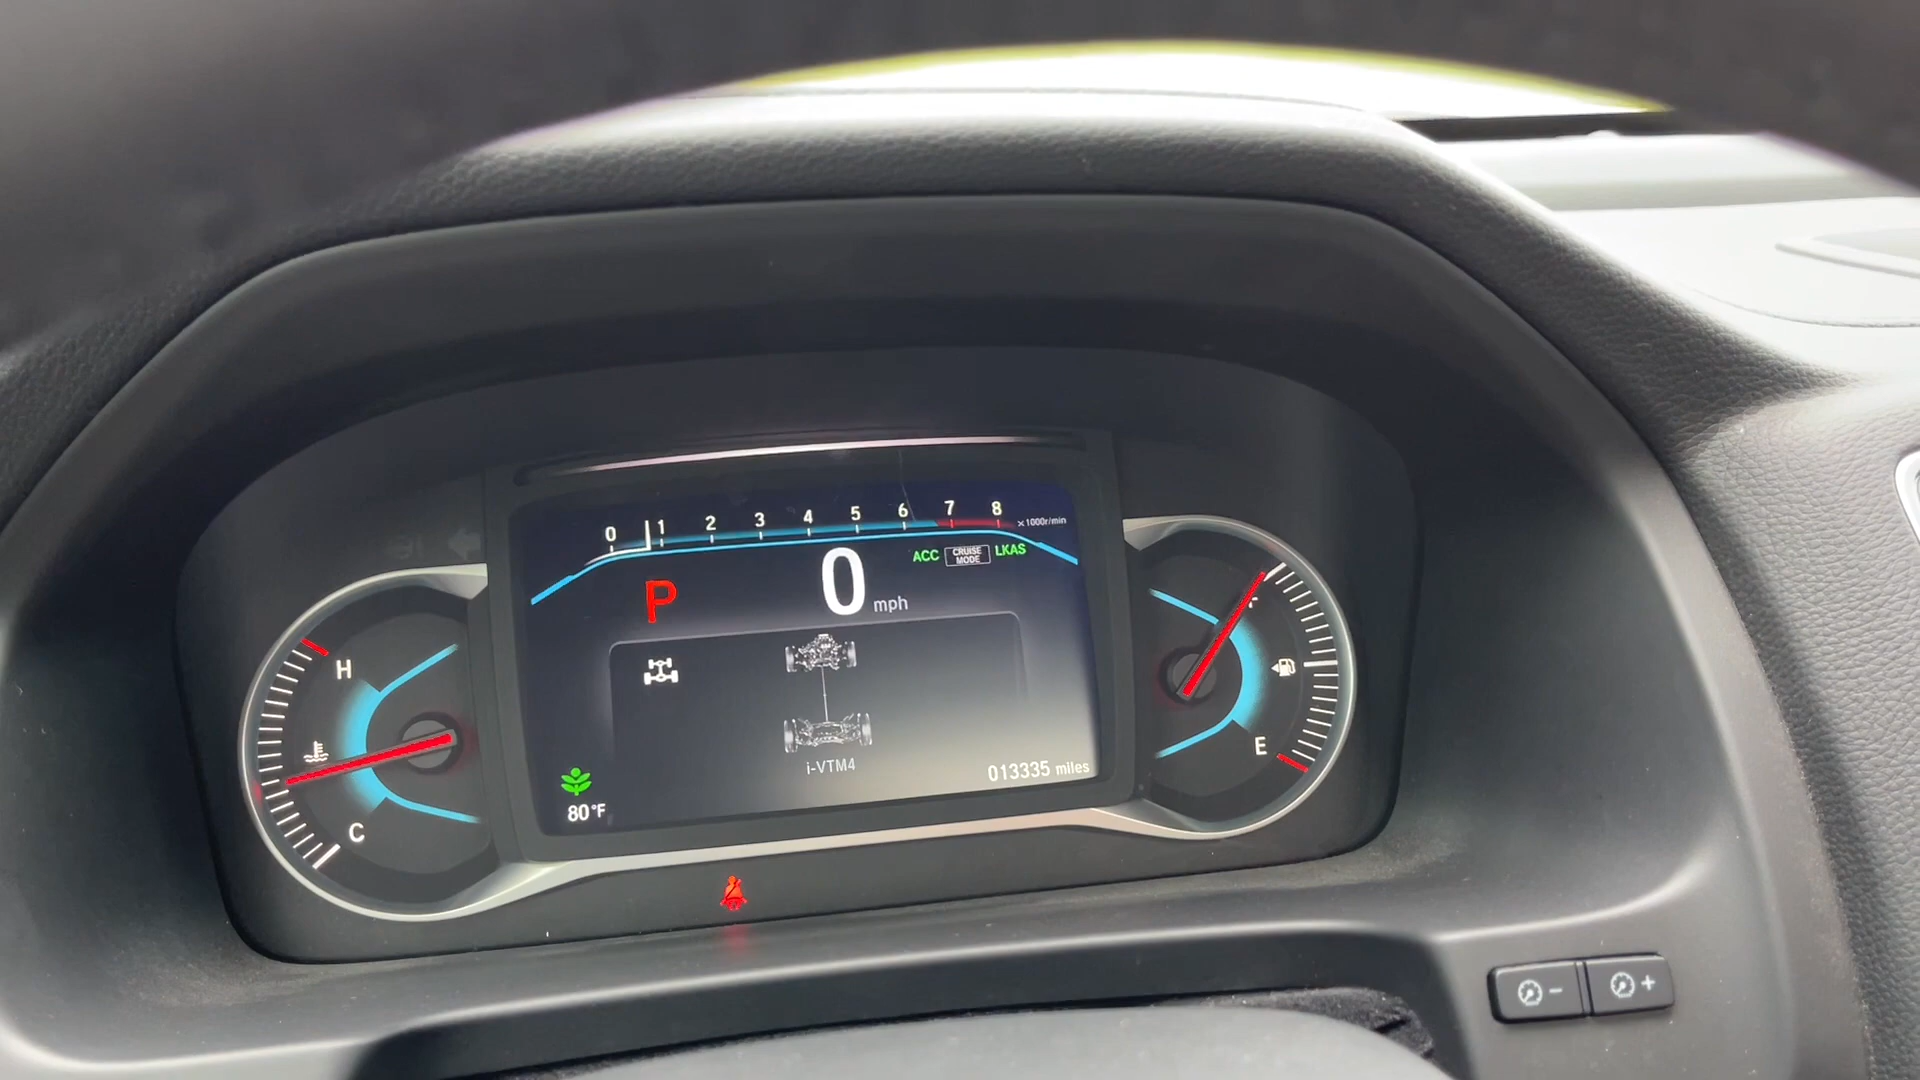 0 1 2 3 4 5 6 7 8 ×1000r/min
ACC CRUISE MODE LKAS
P 0 mph
H
C
E
i-VTM4
013335 miles
80°F
-
+